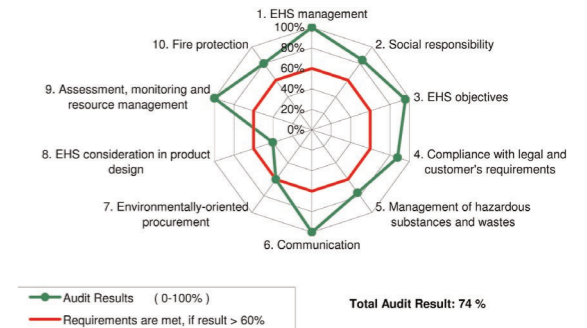 1. EHS management
100%
10. Fire protection
80%
2. Social responsibility
60%
9. Assessment, monitoring and
resource management
40%
3. EHS objectives
20%
0%
8. EHS consideration in product
design
4. Compliance with legal and
customer's requirements
7. Environmentally-oriented
procurement
5. Management of hazardous
substances and wastes
6. Communication
Audit Results ( 0-100% )
Total Audit Result: 74 %
Requirements are met, if result > 60%